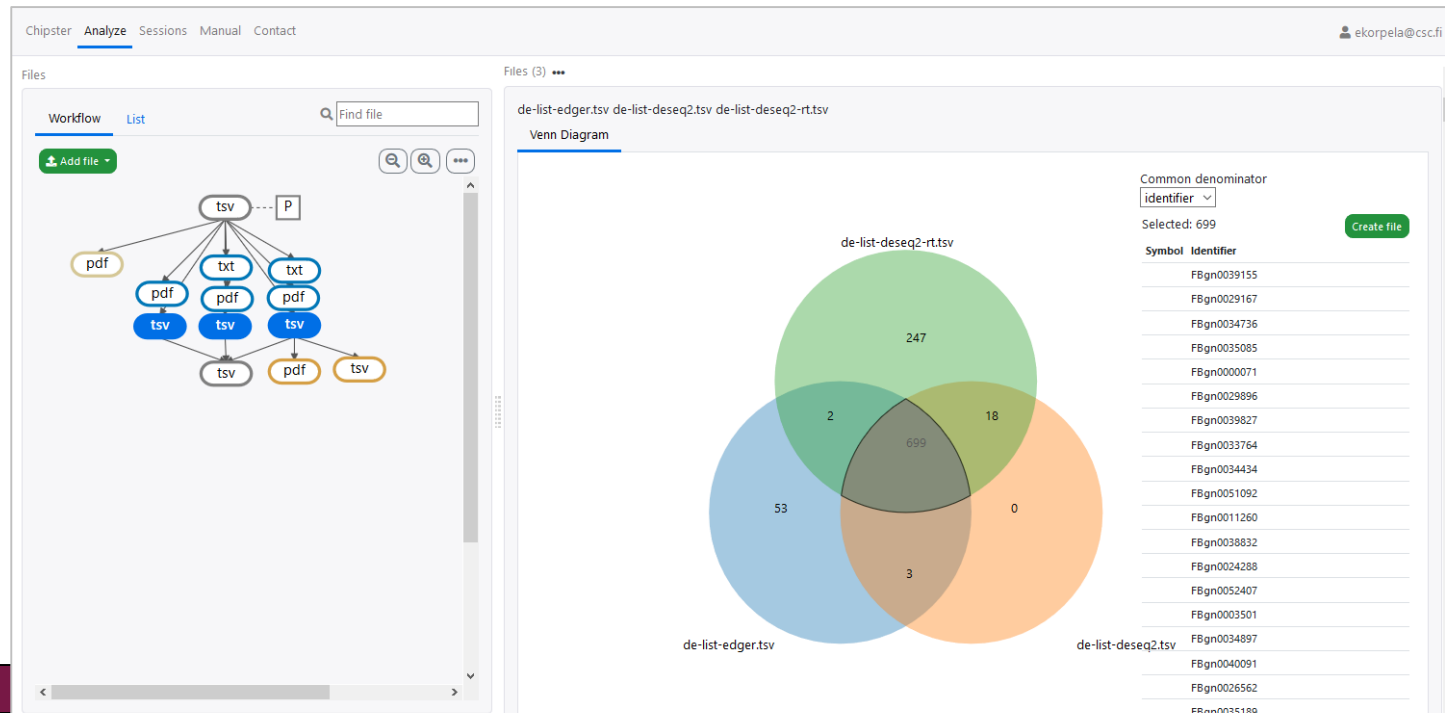 Chipster Analyze Sessions Manual Contact ekorpela@csc.fi
Files
Workflow List Find file
Add file
tsv P
pdf
txt txt
pdf pdf pdf
tsv tsv tsv
tsv pdf tsv
Files (3)
de-list-edger.tsv de-list-deseq2.tsv de-list-deseq2-rt.tsv
Venn Diagram
de-list-deseq2-rt.tsv
247
2 18
699
53 0
3
de-list-edger.tsv de-list-deseq2.tsv
Common denominator
identifier
Selected: 699 Create file
Symbol Identifier
FBgn0039155
FBgn0029167
FBgn0034736
FBgn0035085
FBgn0000071
FBgn0029896
FBgn0039827
FBgn0033764
FBgn0034434
FBgn0051092
FBgn0011260
FBgn0038832
FBgn0024288
FBgn0052407
FBgn0003501
FBgn0034897
FBgn0040091
FBgn0026562
FBgn0035189